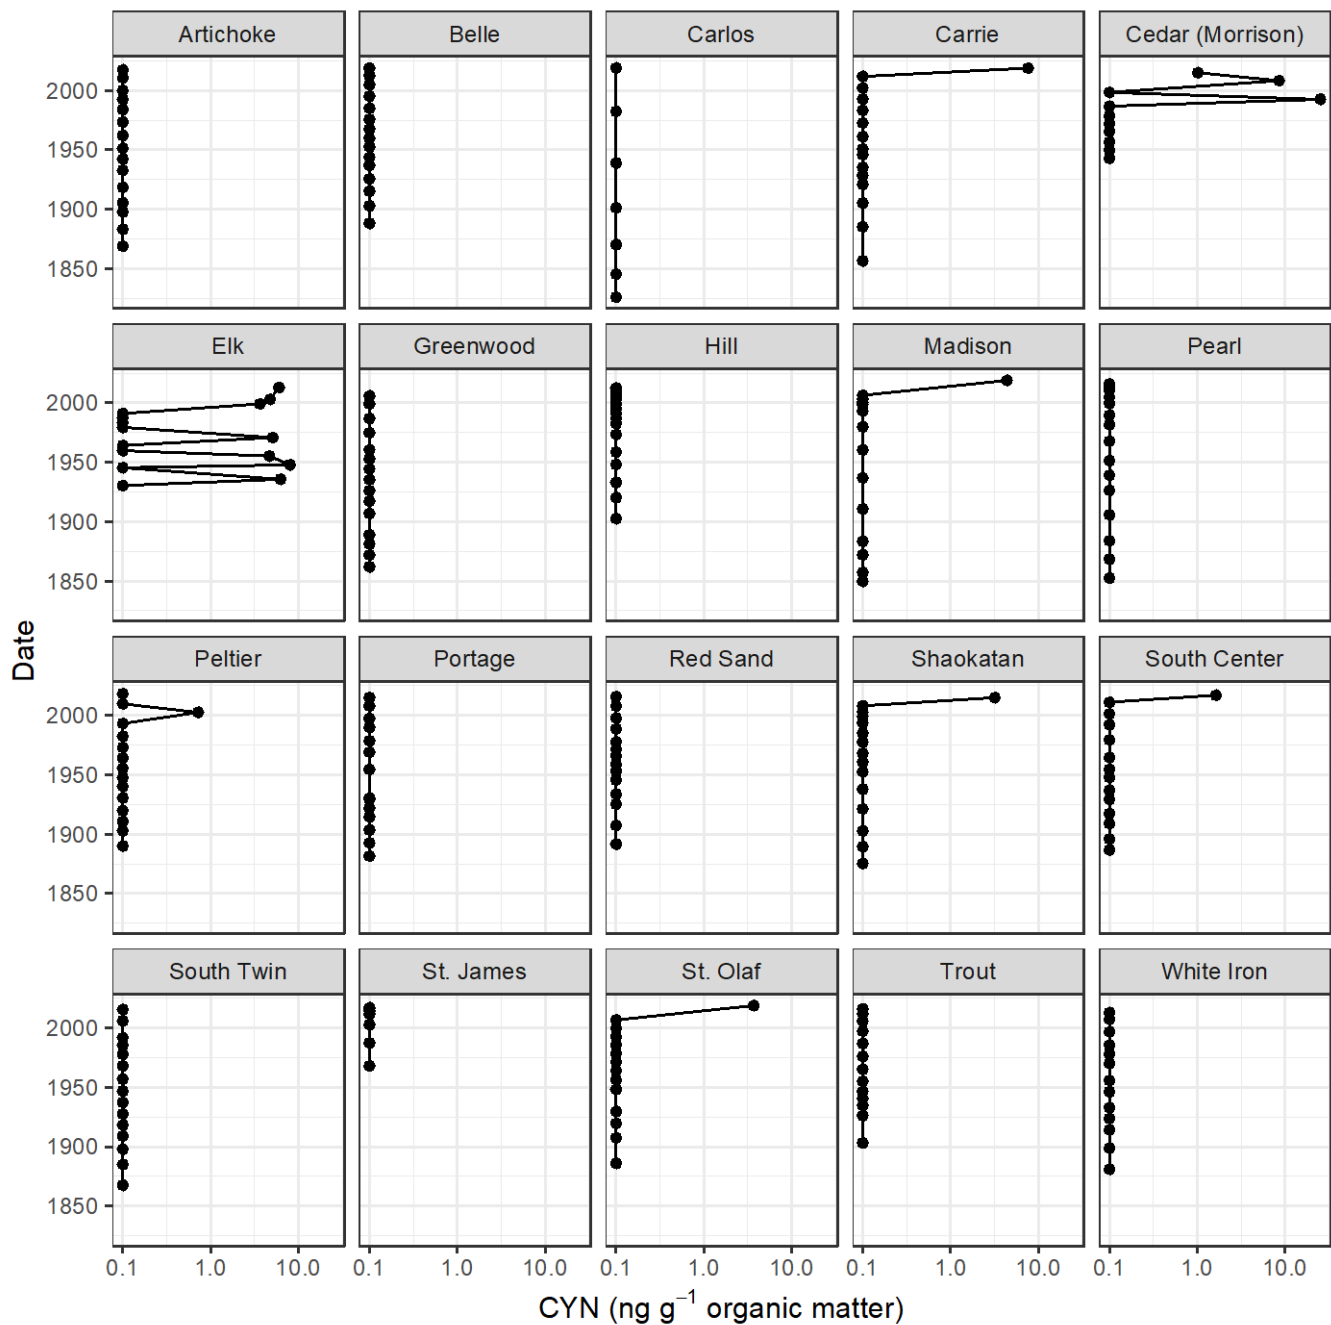 Artichoke Belle Carlos Carrie Cedar (Morrison)
2000
1950
1900
1850
Elk Greenwood Hill Madison Pearl
2000
1950
1900
1850
Date
Peltier Portage Red Sand Shaokatan South Center
2000
1950
1900
1850
South Twin St. James St. Olaf Trout White Iron
2000
1950
1900
1850
0.1 1.0 10.0 0.1 1.0 10.0 0.1 1.0 10.0 0.1 1.0 10.0 0.1 1.0 10.0
CYN (ng g⁻¹ organic matter)